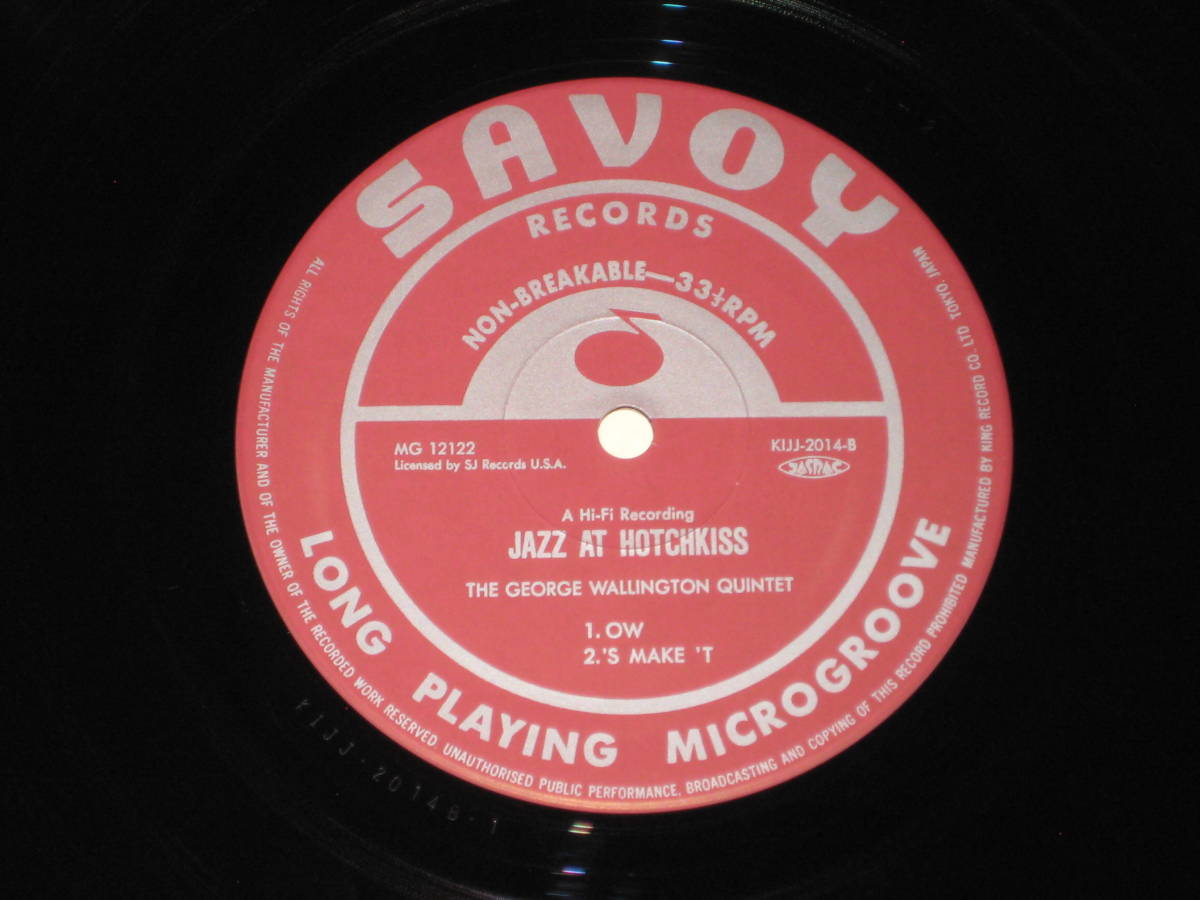 SAVOY
RECORDS
NON-BREAKABLE—33⅓RPM
MG 12122
Licensed by SJ Records U.S.A.
KIJJ-2014-B
JASRAC
A Hi-Fi Recording
JAZZ AT HOTCHKISS
THE GEORGE WALLINGTON QUINTET
1. OW
2.'S MAKE 'T
LONG PLAYING MICROGROOVE
ALL RIGHTS OF THE MANUFACTURER AND OF THE OWNER OF THE RECORDED WORK RESERVED. UNAUTHORISED PUBLIC PERFORMANCE, BROADCASTING AND COPYING OF THIS RECORD PROHIBITED MANUFACTURED BY KING RECORD CO., LTD TOKYO, JAPAN
KIJJ-2014B-1